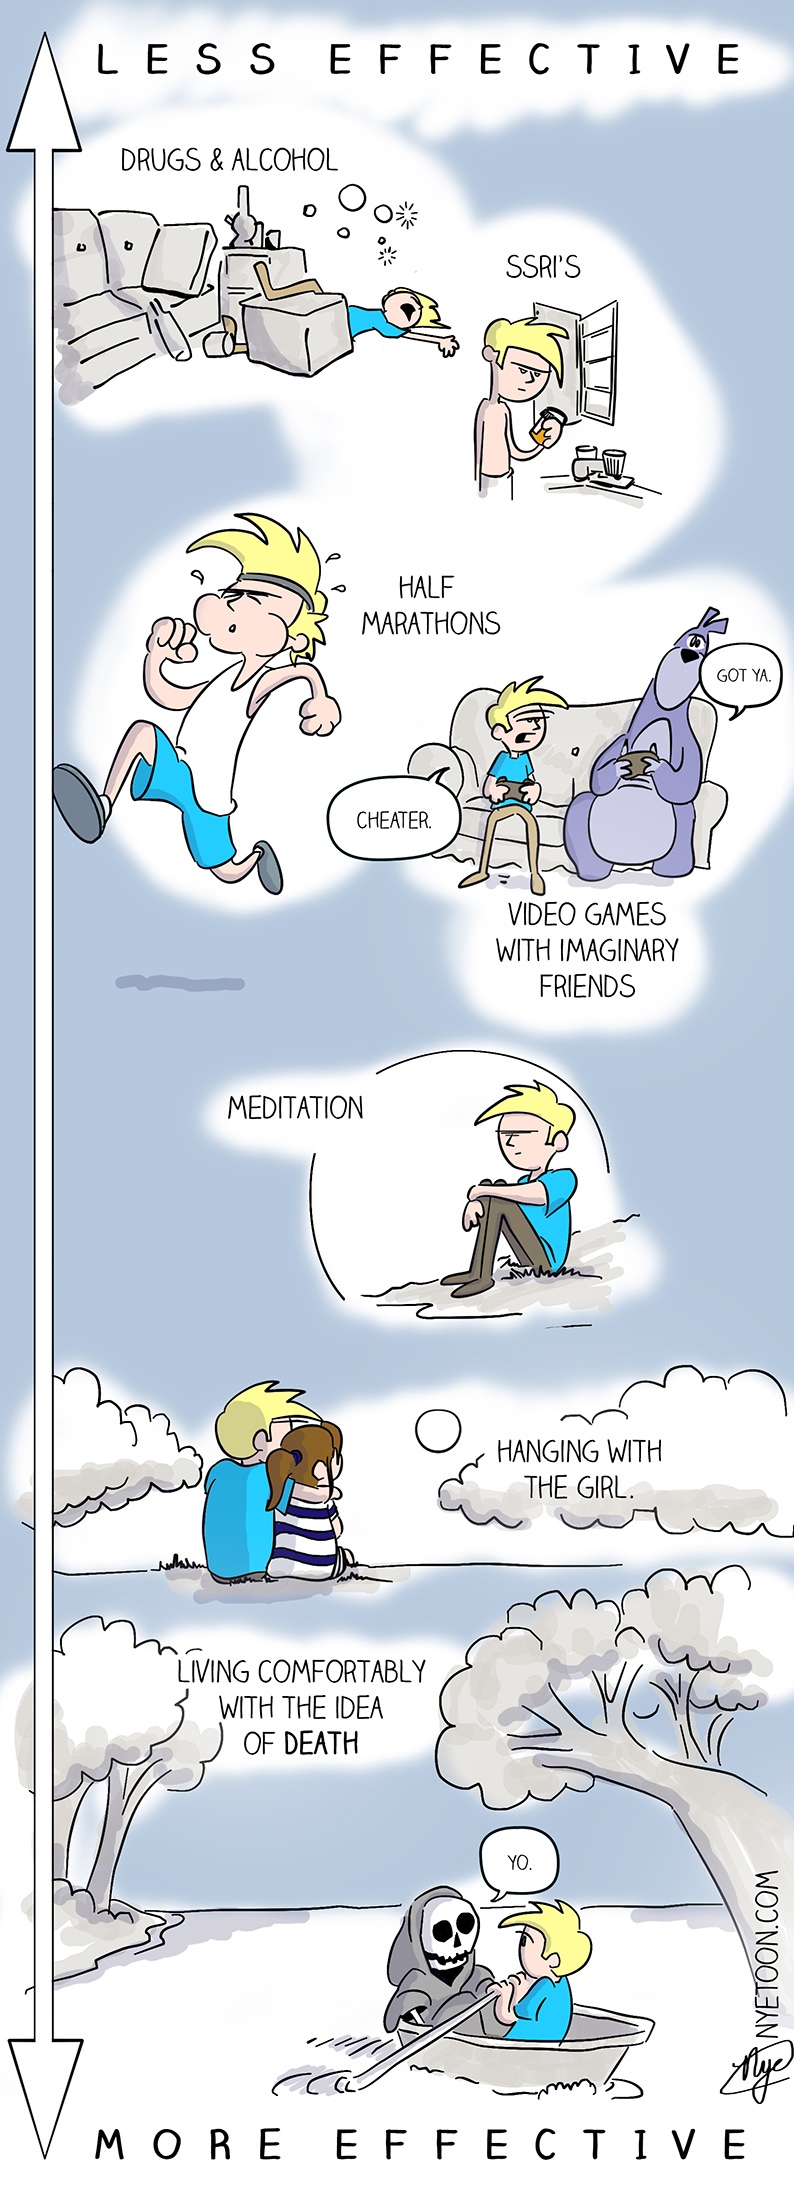 LESS EFFECTIVE
DRUGS & ALCOHOL
SSRI'S
HALF
MARATHONS
GOT YA.
CHEATER.
VIDEO GAMES
WITH IMAGINARY
FRIENDS
MEDITATION
HANGING WITH
THE GIRL.
LIVING COMFORTABLY
WITH THE IDEA
OF DEATH
YO.
NYETOON.COM
Nye
MORE EFFECTIVE